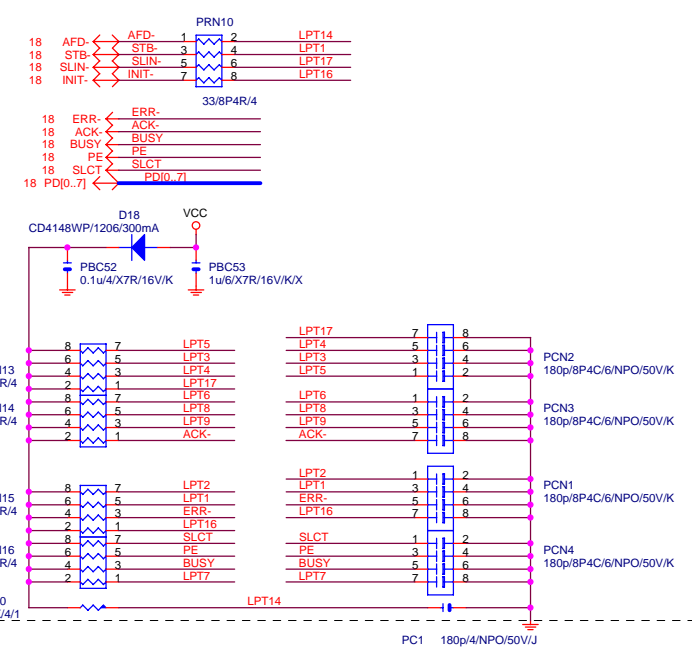 PRN10
18 AFD- AFD- 1 2 LPT14
18 STB- STB- 3 4 LPT1
18 SLIN- SLIN- 5 6 LPT17
18 INIT- INIT- 7 8 LPT16
33/8P4R/4
18 ERR- ERR-
18 ACK- ACK-
18 BUSY BUSY
18 PE PE
18 SLCT SLCT
18 PD[0..7] PD[0..7]
D18 VCC
CD4148WP/1206/300mA
PBC52 PBC53
0.1u/4/X7R/16V/K 1u/6/X7R/16V/K/X
LPT17 7 8
8 7 LPT5 LPT4 5 6
6 5 LPT3 LPT3 3 4 PCN2
4 3 LPT4 LPT5 1 2 180p/8P4C/6/NPO/50V/K
2 1 LPT17
8 7 LPT6 LPT6 1 2
6 5 LPT8 LPT8 3 4 PCN3
4 3 LPT9 LPT9 5 6 180p/8P4C/6/NPO/50V/K
2 1 ACK- ACK- 7 8
LPT2 1 2
8 7 LPT2 LPT1 3 4 PCN1
6 5 LPT1 ERR- 5 6 180p/8P4C/6/NPO/50V/K
4 3 ERR- LPT16 7 8
2 1 LPT16
8 7 SLCT SLCT 1 2
6 5 PE PE 3 4 PCN4
4 3 BUSY BUSY 5 6 180p/8P4C/6/NPO/50V/K
2 1 LPT7 LPT7 7 8
LPT14
PC1 180p/4/NPO/50V/J